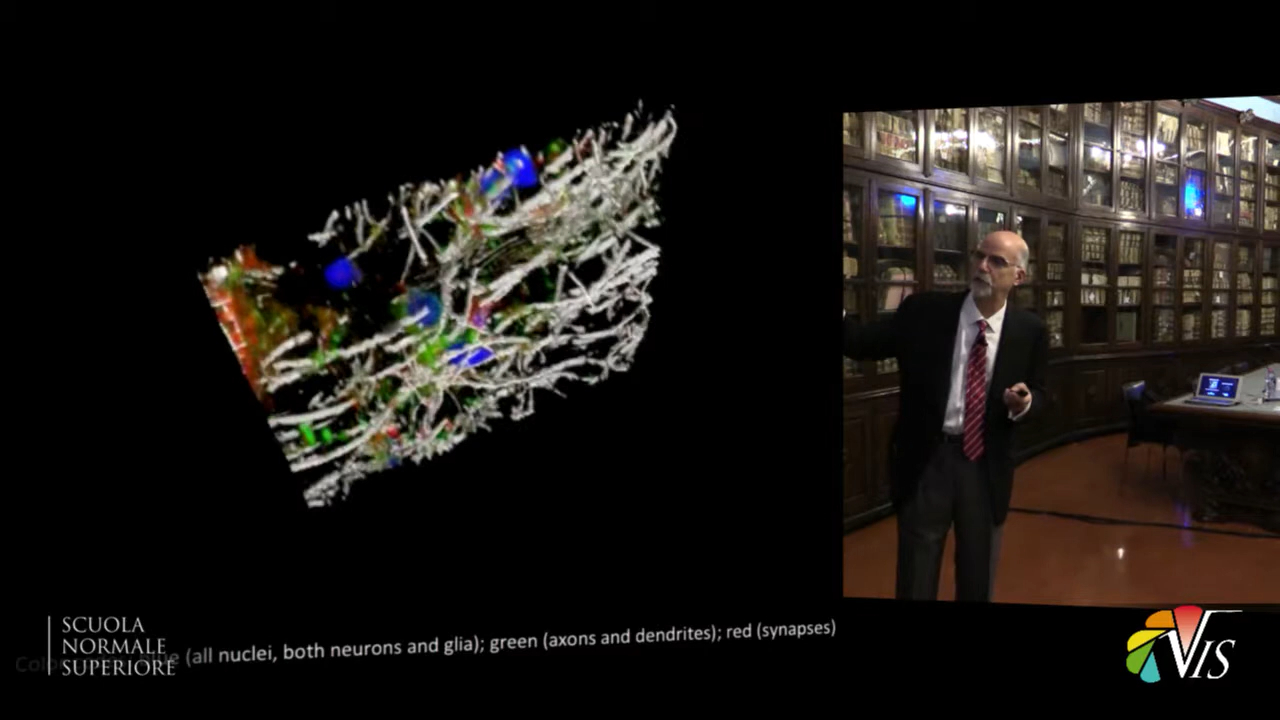 (all nuclei, both neurons and glia); green (axons and dendrites); red (synapses)
SCUOLA
NORMALE
SUPERIORE
VIS